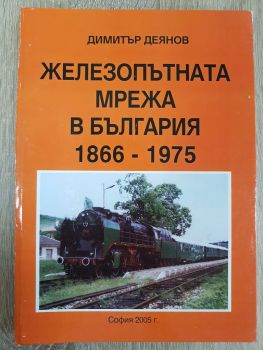 ДИМИТЪР ДЕЯНОВ
ЖЕЛЕЗОПЪТНАТА
МРЕЖА
В БЪЛГАРИЯ
1866 - 1975
София 2005 г.